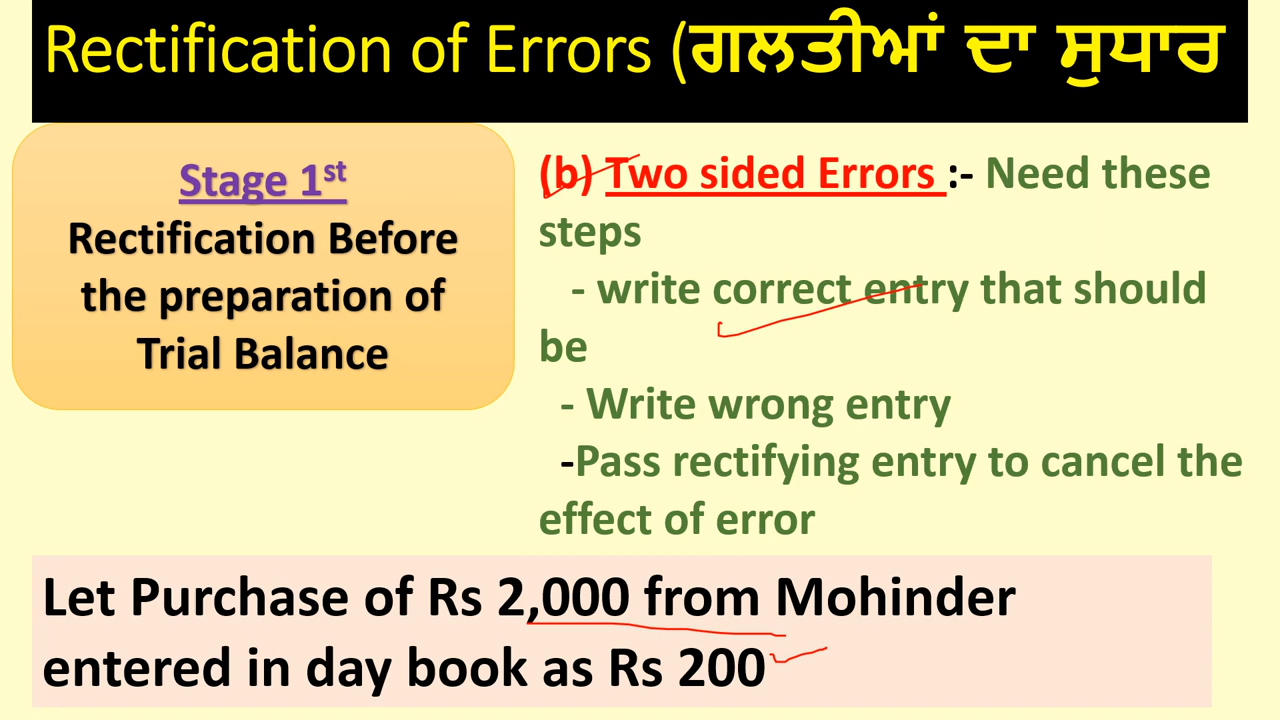 Rectification of Errors (ਗਲਤੀਆਂ ਦਾ ਸੁਧਾਰ
Stage 1st
Rectification Before
the preparation of
Trial Balance
(b) Two sided Errors :- Need these
steps
- write correct entry that should
be
- Write wrong entry
-Pass rectifying entry to cancel the
effect of error
Let Purchase of Rs 2,000 from Mohinder
entered in day book as Rs 200